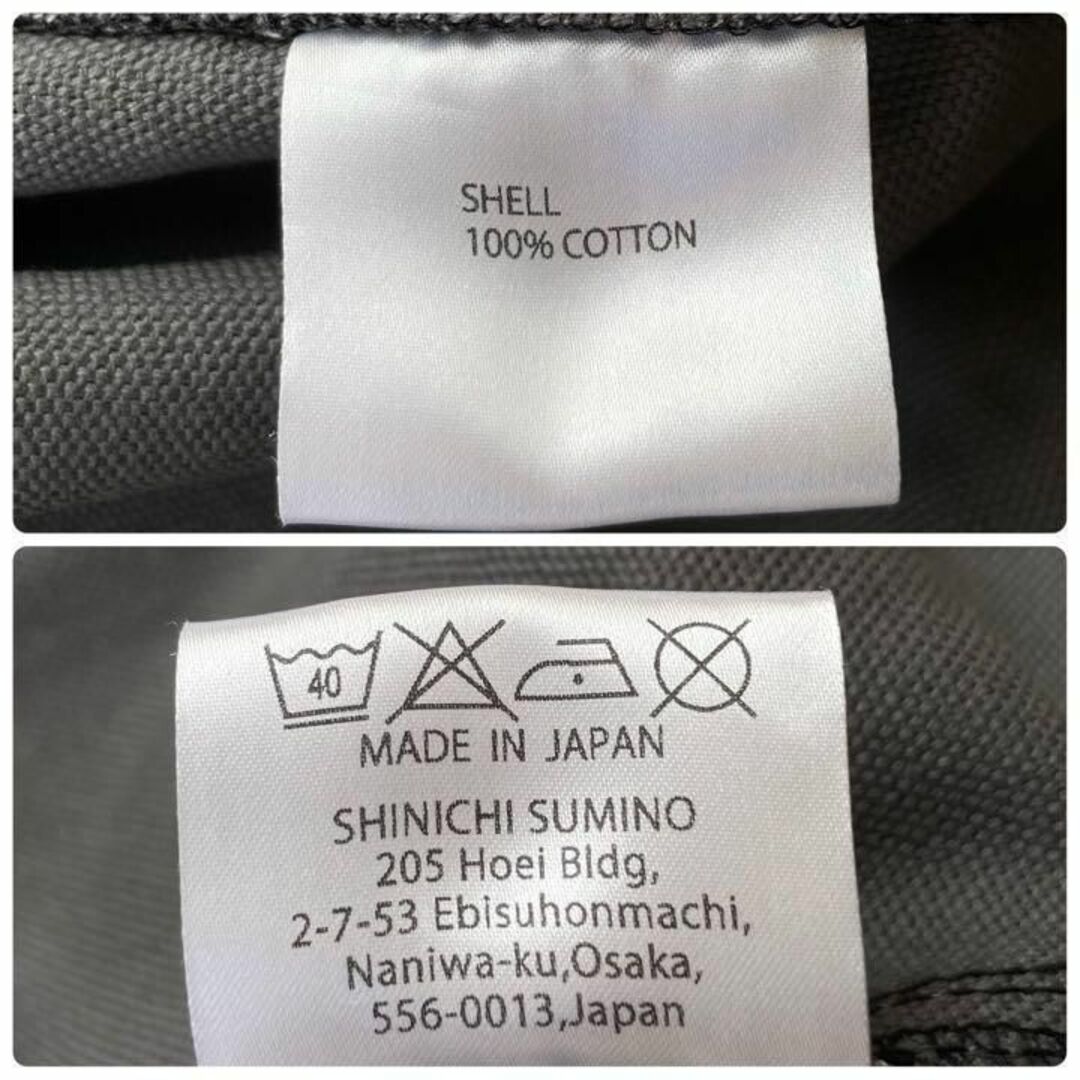 SHELL
100% COTTON
40
MADE IN JAPAN
SHINICHI SUMINO
205 Hoei Bldg,
2-7-53 Ebisuhonmachi,
Naniwa-ku,Osaka,
556-0013,Japan